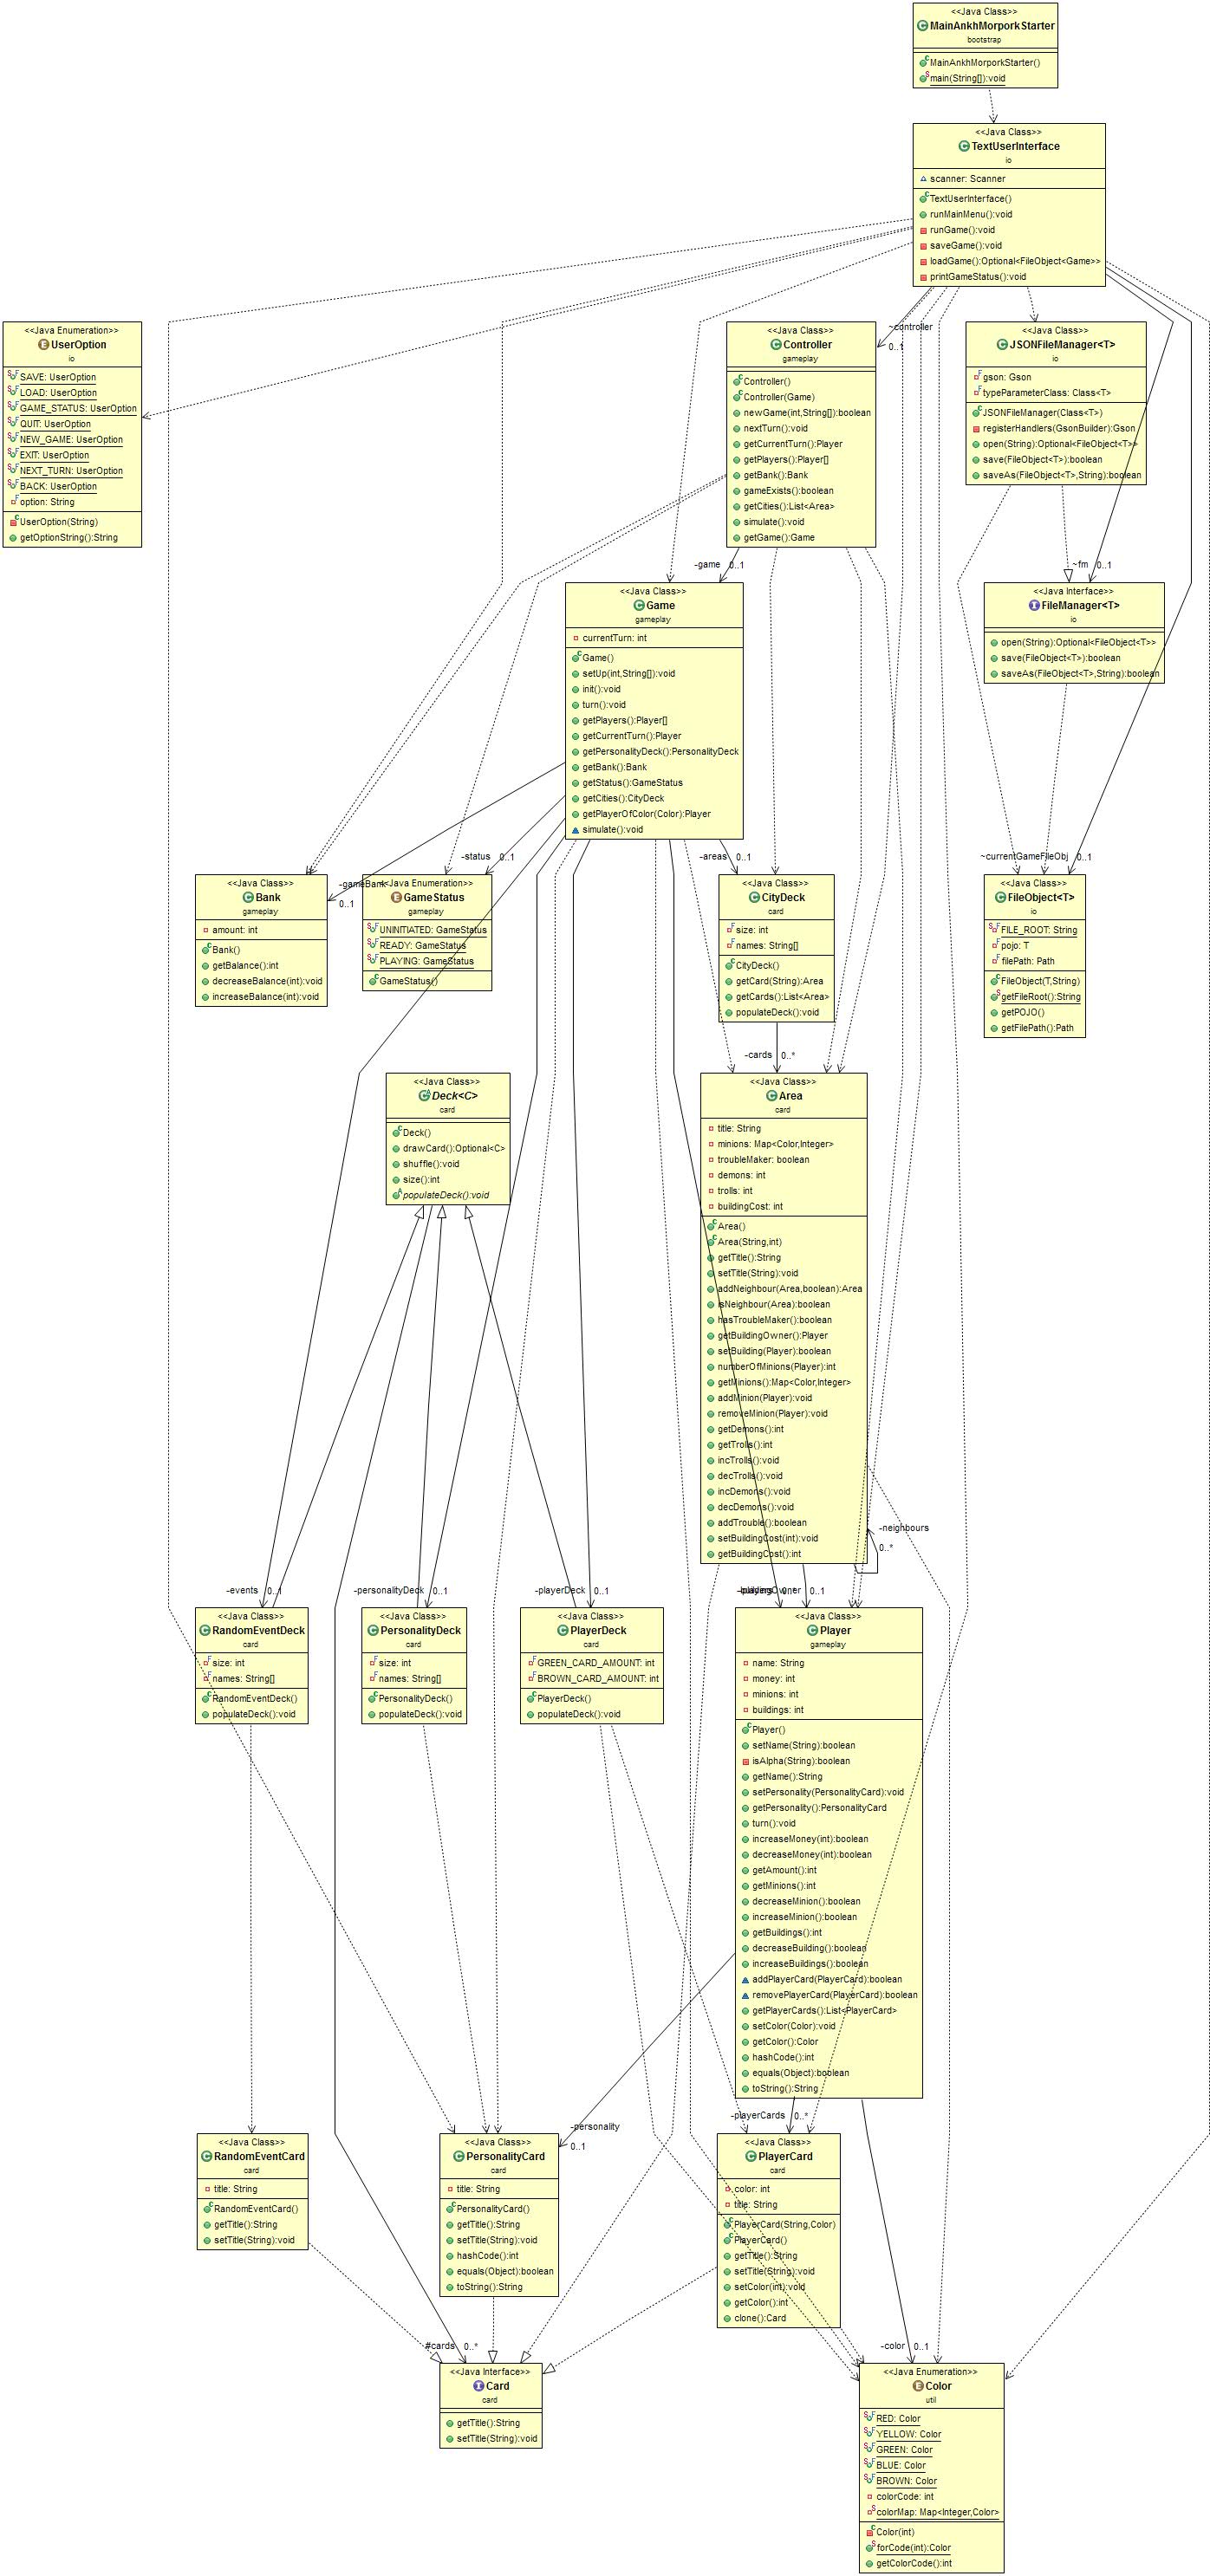 <<Java Class>>
MainAnkhMorporkStarter
bootstrap
MainAnkhMorporkStarter()
main(String[]):void
<<Java Class>>
TextUserInterface
io
scanner: Scanner
TextUserInterface()
runMainMenu():void
runGame():void
saveGame():void
loadGame():Optional<FileObject<Game>>
printGameStatus():void
<<Java Enumeration>>
UserOption
io
SAVE: UserOption
LOAD: UserOption
GAME_STATUS: UserOption
QUIT: UserOption
NEW_GAME: UserOption
EXIT: UserOption
NEXT_TURN: UserOption
BACK: UserOption
option: String
UserOption(String)
getOptionString():String
~controller
0..1
<<Java Class>>
Controller
gameplay
Controller()
Controller(Game)
newGame(int,String[]):boolean
nextTurn():void
getCurrentTurn():Player
getPlayers():Player[]
getBank():Bank
gameExists():boolean
getCities():List<Area>
simulate():void
getGame():Game
<<Java Class>>
JSONFileManager<T>
io
gson: Gson
typeParameterClass: Class<T>
JSONFileManager(Class<T>)
registerHandlers(GsonBuilder):Gson
open(String):Optional<FileObject<T>>
save(FileObject<T>):boolean
saveAs(FileObject<T>,String):boolean
-game
0..1
~fm
0..1
<<Java Class>>
Game
gameplay
currentTurn: int
Game()
setUp(int,String[]):void
init():void
turn():void
getPlayers():Player[]
getCurrentTurn():Player
getPersonalityDeck():PersonalityDeck
getBank():Bank
getStatus():GameStatus
getCities():CityDeck
getPlayerOfColor(Color):Player
simulate():void
<<Java Interface>>
FileManager<T>
io
open(String):Optional<FileObject<T>>
save(FileObject<T>):boolean
saveAs(FileObject<T>,String):boolean
-status
0..1
-areas
0..1
~currentGameFileObj
0..1
-gameBank
0..1
<<Java Class>>
Bank
gameplay
amount: int
Bank()
getBalance():int
decreaseBalance(int):void
increaseBalance(int):void
<<Java Enumeration>>
GameStatus
gameplay
UNINITIATED: GameStatus
READY: GameStatus
PLAYING: GameStatus
GameStatus()
<<Java Class>>
CityDeck
card
size: int
names: String[]
CityDeck()
getCard(String):Area
getCards():List<Area>
populateDeck():void
<<Java Class>>
FileObject<T>
io
FILE_ROOT: String
pojo: T
filePath: Path
FileObject(T,String)
getFileRoot():String
getPOJO()
getFilePath():Path
-cards
0..*
<<Java Class>>
Deck<C>
card
Deck()
drawCard():Optional<C>
shuffle():void
size():int
populateDeck():void
<<Java Class>>
Area
card
title: String
minions: Map<Color,Integer>
troubleMaker: boolean
demons: int
trolls: int
buildingCost: int
Area()
Area(String,int)
getTitle():String
setTitle(String):void
addNeighbour(Area,boolean):Area
isNeighbour(Area):boolean
hasTroubleMaker():boolean
getBuildingOwner():Player
setBuilding(Player):boolean
numberOfMinions(Player):int
getMinions():Map<Color,Integer>
addMinion(Player):void
removeMinion(Player):void
getDemons():int
getTrolls():int
incTrolls():void
decTrolls():void
incDemons():void
decDemons():void
addTrouble():boolean
setBuildingCost(int):void
getBuildingCost():int
-neighbours
0..*
-events
0..1
-personalityDeck
0..1
-playerDeck
0..1
0..*
0..1
<<Java Class>>
RandomEventDeck
card
size: int
names: String[]
RandomEventDeck()
populateDeck():void
<<Java Class>>
PersonalityDeck
card
size: int
names: String[]
PersonalityDeck()
populateDeck():void
<<Java Class>>
PlayerDeck
card
GREEN_CARD_AMOUNT: int
BROWN_CARD_AMOUNT: int
PlayerDeck()
populateDeck():void
<<Java Class>>
Player
gameplay
name: String
money: int
minions: int
buildings: int
Player()
setName(String):boolean
isAlpha(String):boolean
getName():String
setPersonality(PersonalityCard):void
getPersonality():PersonalityCard
turn():void
increaseMoney(int):boolean
decreaseMoney(int):boolean
getAmount():int
getMinions():int
decreaseMinion():boolean
increaseMinion():boolean
getBuildings():int
decreaseBuilding():boolean
increaseBuildings():boolean
addPlayerCard(PlayerCard):boolean
removePlayerCard(PlayerCard):boolean
getPlayerCards():List<PlayerCard>
setColor(Color):void
getColor():Color
hashCode():int
equals(Object):boolean
toString():String
-personality
0..1
-playerCards
0..*
<<Java Class>>
RandomEventCard
card
title: String
RandomEventCard()
getTitle():String
setTitle(String):void
<<Java Class>>
PersonalityCard
card
title: String
PersonalityCard()
getTitle():String
setTitle(String):void
hashCode():int
equals(Object):boolean
toString():String
<<Java Class>>
PlayerCard
card
color: int
title: String
PlayerCard(String,Color)
PlayerCard()
getTitle():String
setTitle(String):void
setColor(int):void
getColor():int
clone():Card
#cards
0..*
-color
0..1
<<Java Interface>>
Card
card
getTitle():String
setTitle(String):void
<<Java Enumeration>>
Color
util
RED: Color
YELLOW: Color
GREEN: Color
BLUE: Color
BROWN: Color
colorCode: int
colorMap: Map<Integer,Color>
Color(int)
forCode(int):Color
getColorCode():int